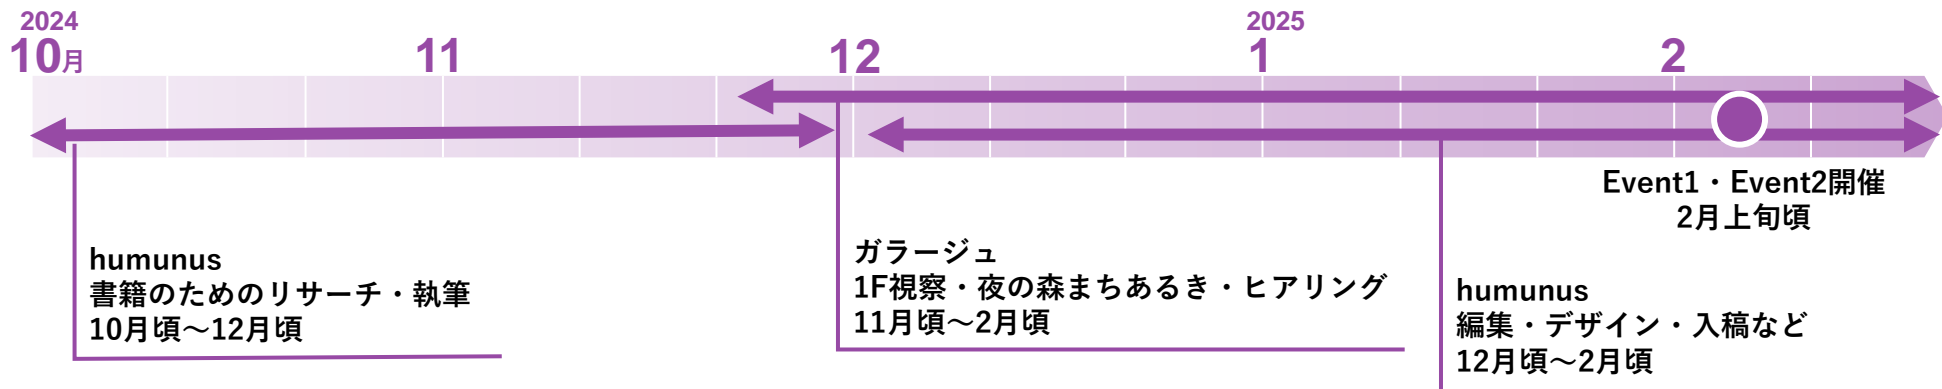 2024
10月
11
12
2025
1
2
Event1・Event2開催
2月上旬頃
humunus
書籍のためのリサーチ・執筆
10月頃〜12月頃
ガラージュ
1F視察・夜の森まちあるき・ヒアリング
11月頃〜2月頃
humunus
編集・デザイン・入稿など
12月頃〜2月頃